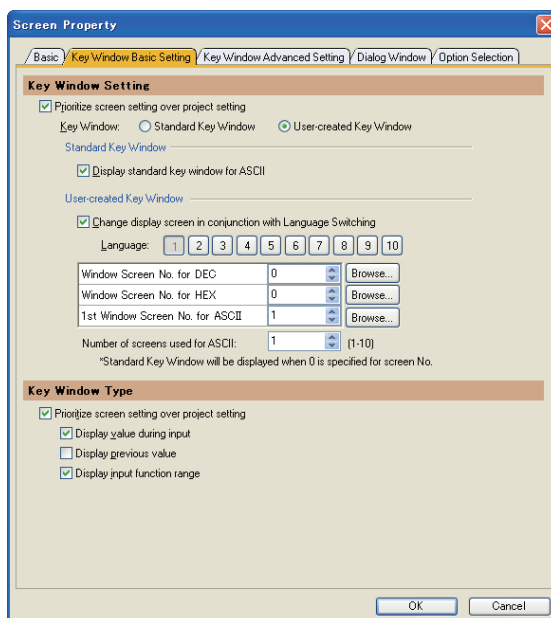 Screen Property
Basic Key Window Basic Setting Key Window Advanced Setting Dialog Window Option Selection
Key Window Setting
Prioritize screen setting over project setting
Key Window: Standard Key Window User-created Key Window
Standard Key Window
Display standard key window for ASCII
User-created Key Window
Change display screen in conjunction with Language Switching
Language: 1 2 3 4 5 6 7 8 9 10
Window Screen No. for DEC 0 Browse...
Window Screen No. for HEX 0 Browse...
1st Window Screen No. for ASCII 1 Browse...
Number of screens used for ASCII: 1 (1-10)
*Standard Key Window will be displayed when 0 is specified for screen No.
Key Window Type
Prioritize screen setting over project setting
Display value during input
Display previous value
Display input function range
OK Cancel